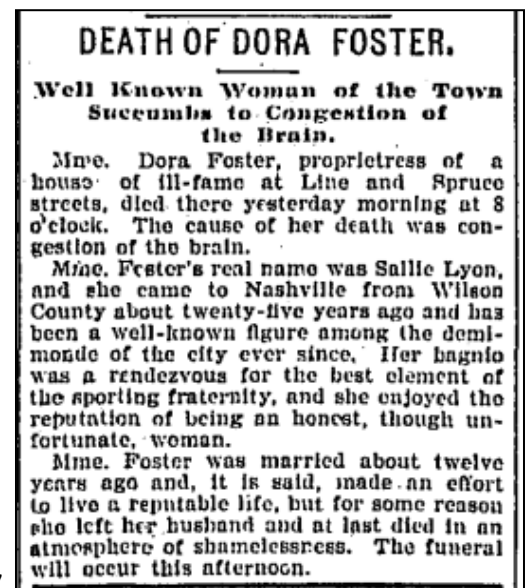 DEATH OF DORA FOSTER.
Well Known Woman of the Town
Succumbs to Congestion of
the Brain.
Mme. Dora Foster, proprietress of a
house of ill-fame at Line and Spruce
streets, died there yesterday morning at 8
o'clock. The cause of her death was con-
gestion of the brain.
Mme. Foster's real name was Sallie Lyon,
and she came to Nashville from Wilson
County about twenty-five years ago and has
been a well-known figure among the demi-
monde of the city ever since. Her bagnio
was a rendezvous for the best element of
the sporting fraternity, and she enjoyed the
reputation of being an honest, though un-
fortunate, woman.
Mme. Foster was married about twelve
years ago and, it is said, made an effort
to live a reputable life, but for some reason
she left her husband and at last died in an
atmosphere of shamelessness. The funeral
will occur this afternoon.